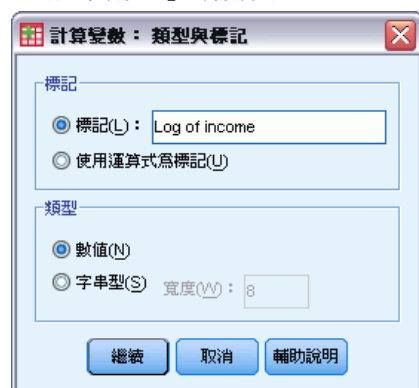 計算變數：類型與標記
標記
標記(L)：Log of income
使用運算式為標記(U)
類型
數值(N)
字串型(S) 寬度(W)：8
繼續 取消 輔助說明